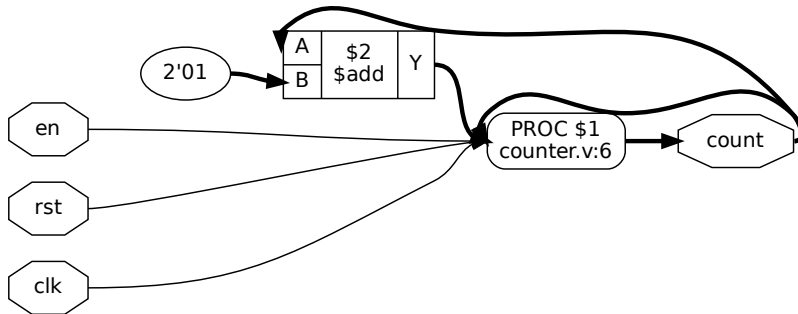 A
B
$2
$add
Y
2'01
en
rst
clk
PROC $1
counter.v:6
count